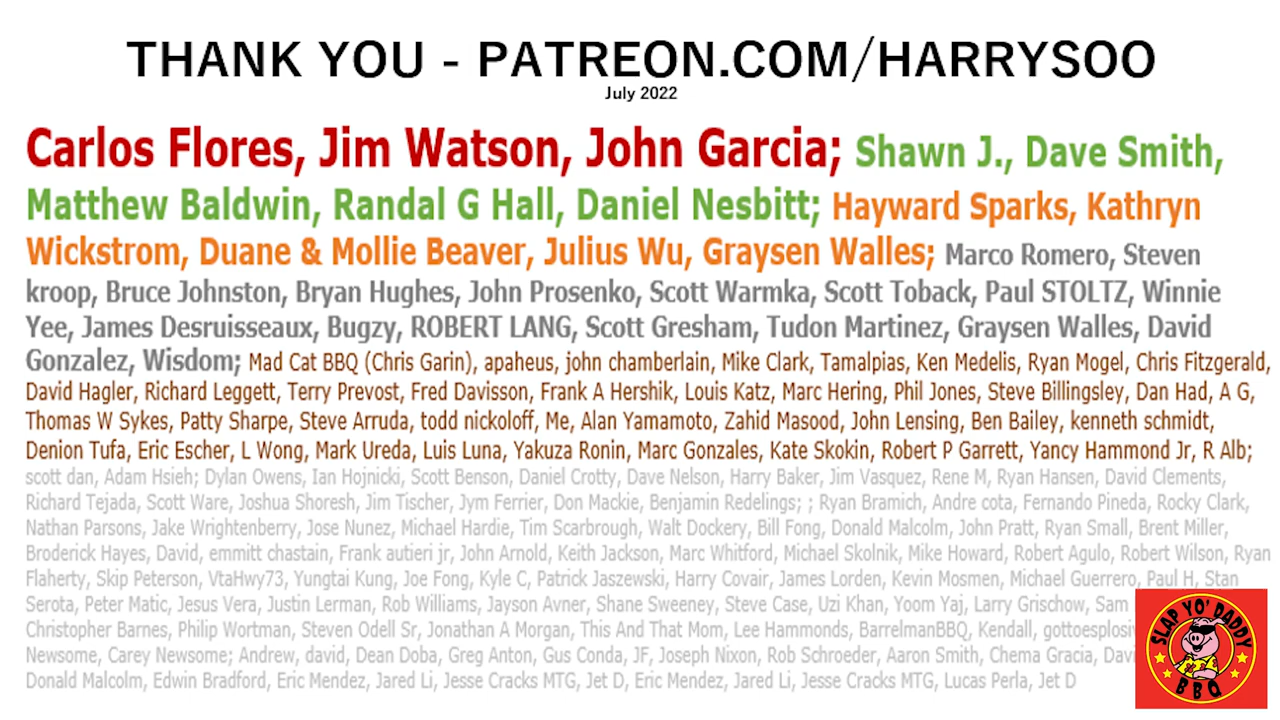 THANK YOU - PATREON.COM/HARRYSOO
July 2022
Carlos Flores, Jim Watson, John Garcia; Shawn J., Dave Smith,
Matthew Baldwin, Randal G Hall, Daniel Nesbitt; Hayward Sparks, Kathryn
Wickstrom, Duane & Mollie Beaver, Julius Wu, Graysen Walles; Marco Romero, Steven
kroop, Bruce Johnston, Bryan Hughes, John Prosenko, Scott Warmka, Scott Toback, Paul STOLTZ, Winnie
Yee, James Desruisseaux, Bugzy, ROBERT LANG, Scott Gresham, Tudon Martinez, Graysen Walles, David
Gonzalez, Wisdom; Mad Cat BBQ (Chris Garin), apaheus, john chamberlain, Mike Clark, Tamalpias, Ken Medelis, Ryan Mogel, Chris Fitzgerald,
David Hagler, Richard Leggett, Terry Prevost, Fred Davisson, Frank A Hershik, Louis Katz, Marc Hering, Phil Jones, Steve Billingsley, Dan Had, A G,
Thomas W Sykes, Patty Sharpe, Steve Arruda, todd nickoloff, Me, Alan Yamamoto, Zahid Masood, John Lensing, Ben Bailey, kenneth schmidt,
Denion Tufa, Eric Escher, L Wong, Mark Ureda, Luis Luna, Yakuza Ronin, Marc Gonzales, Kate Skokin, Robert P Garrett, Yancy Hammond Jr, R Alb;
scott dan, Adam Hsieh; Dylan Owens, Ian Hojnicki, Scott Benson, Daniel Crotty, Dave Nelson, Harry Baker, Jim Vasquez, Rene M, Ryan Hansen, David Clements,
Richard Tejada, Scott Ware, Joshua Shoresh, Jim Tischer, Jym Ferrier, Don Mackie, Benjamin Redelings; ; Ryan Bramich, Andre cota, Fernando Pineda, Rocky Clark,
Nathan Parsons, Jake Wrightenberry, Jose Nunez, Michael Hardie, Tim Scarbrough, Walt Dockery, Bill Fong, Donald Malcolm, John Pratt, Ryan Small, Brent Miller,
Broderick Hayes, David, emmitt chastain, Frank autieri jr, John Arnold, Keith Jackson, Marc Whitford, Michael Skolnik, Mike Howard, Robert Agulo, Robert Wilson, Ryan
Flaherty, Skip Peterson, VtaHwy73, Yungtai Kung, Joe Fong, Kyle C, Patrick Jaszewski, Harry Covair, James Lorden, Kevin Mosmen, Michael Guerrero, Paul H, Stan
Serota, Peter Matic, Jesus Vera, Justin Lerman, Rob Williams, Jayson Avner, Shane Sweeney, Steve Case, Uzi Khan, Yom Yaj, Larry Grischow, Sam
Christopher Barnes, Philip Wortman, Steven Odell Sr, Jonathan G Morgan, This And That Mom, Lee Hammonds, BarrelmanBBQ, Kendall,
Newsome, Carey Newsome; Andrew, david, Dean Doba, Greg Anton, Gus Conda, JF, Joseph Nixon, Rob Schroeder, Aaron Smith, Chema Gracia,
Donald Malcolm, Edwin Bradford, Eric Mendez, Jared Li, Jesse Cracks MTG, Jet D, Eric Mendez, Jared Li, Jesse Cracks MTG, Lucas Perla, Jet D
SLAP YO' DADDY
BBQ